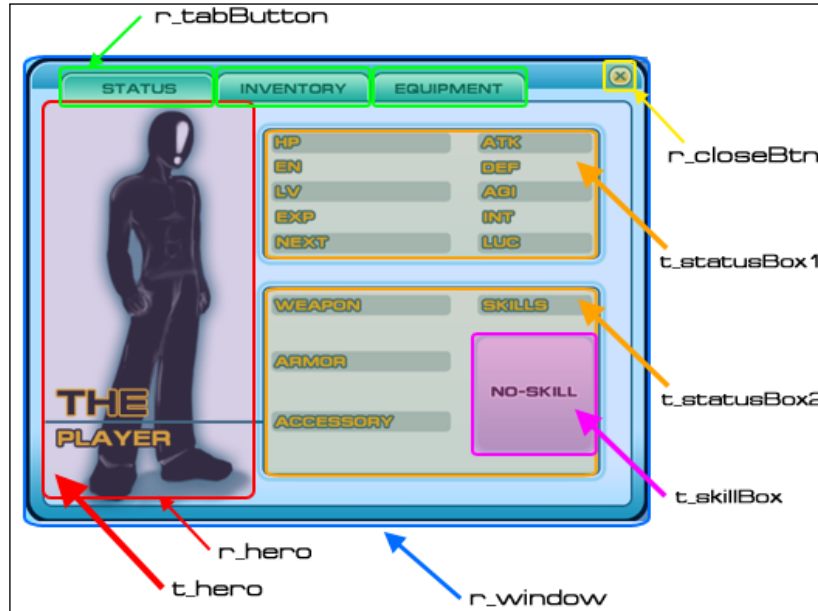 r_tabButton
STATUS INVENTORY EQUIPMENT
r_closeBtn
HP ATK
EN DEF
LV AGI
EXP INT
NEXT LUC
t_statusBox1
WEAPON SKILLS
ARMOR
NO-SKILL
THE
PLAYER
ACCESSORY
t_statusBox2
t_skillBox
r_hero
t_hero
r_window